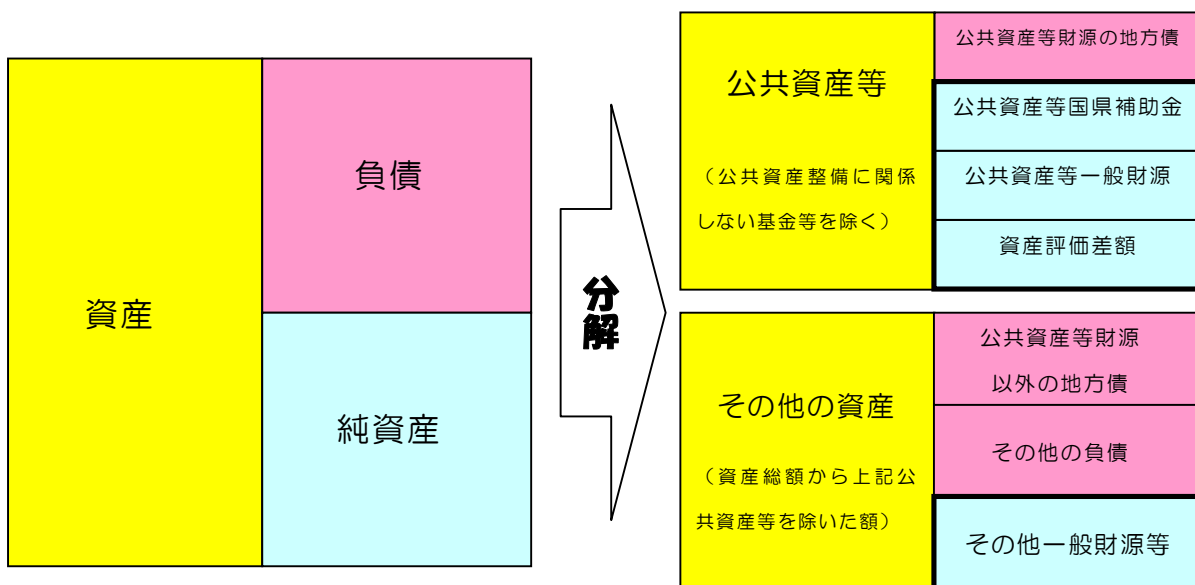 資産
負債
純資産
分解
公共資産等
（公共資産整備に関係
しない基金等を除く）
公共資産等財源の地方債
公共資産等国県補助金
公共資産等一般財源
資産評価差額
その他の資産
（資産総額から上記公
共資産等を除いた額）
公共資産等財源
以外の地方債
その他の負債
その他一般財源等